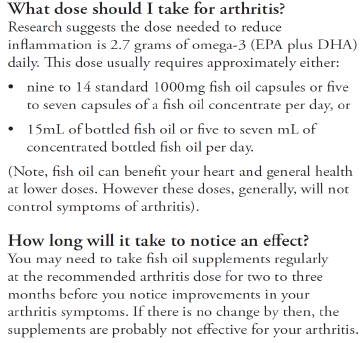 What dose should I take for arthritis?
Research suggests the dose needed to reduce
inflammation is 2.7 grams of omega-3 (EPA plus DHA)
daily. This dose usually requires approximately either:
• nine to 14 standard 1000mg fish oil capsules or five
to seven capsules of a fish oil concentrate per day, or
• 15mL of bottled fish oil or five to seven mL of
concentrated bottled fish oil per day.
(Note, fish oil can benefit your heart and general health
at lower doses. However these doses, generally, will not
control symptoms of arthritis).
How long will it take to notice an effect?
You may need to take fish oil supplements regularly
at the recommended arthritis dose for two to three
months before you notice improvements in your
arthritis symptoms. If there is no change by then, the
supplements are probably not effective for your arthritis.